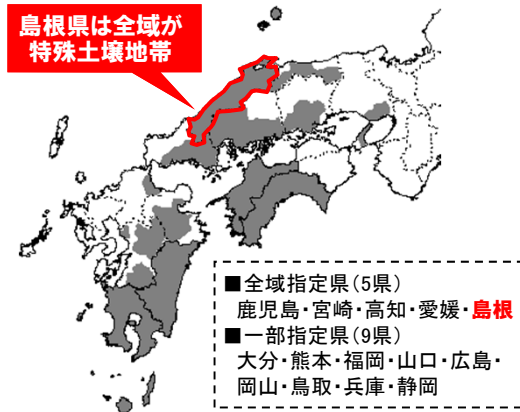 島根県は全域が
特殊土壌地帯
■全域指定県(5県)
鹿児島・宮崎・高知・愛媛・島根
■一部指定県(9県)
大分・熊本・福岡・山口・広島・
岡山・鳥取・兵庫・静岡